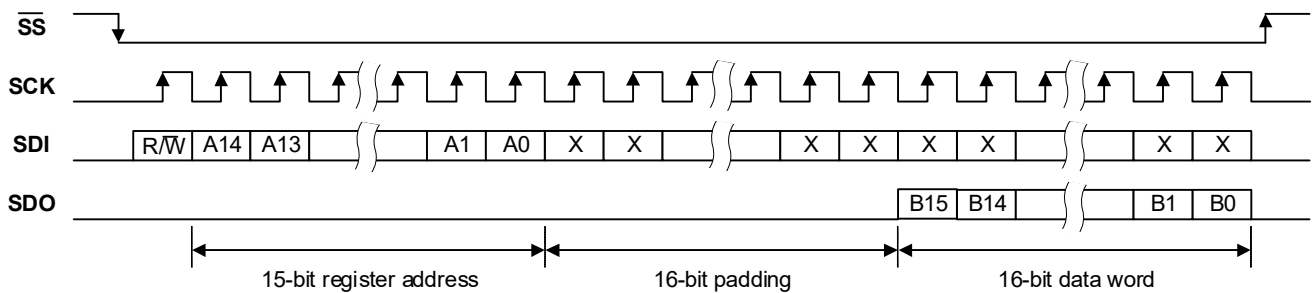 S̅S̅
SCK
SDI R/W̅ A14 A13 A1 A0 X X X X X X X X
SDO B15 B14 B1 B0
15-bit register address 16-bit padding 16-bit data word